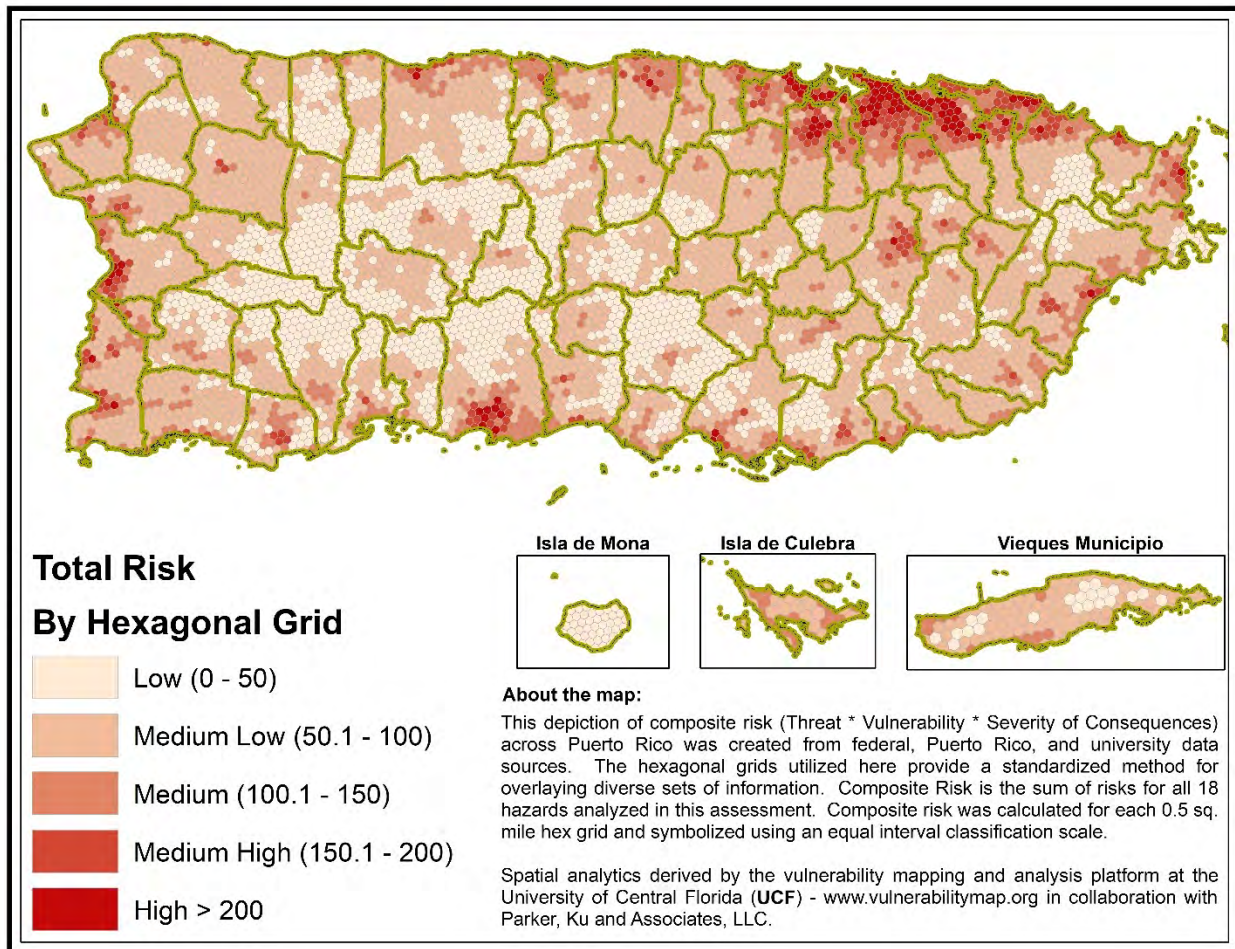 Isla de Mona
Isla de Culebra
Vieques Municipio
Total Risk
By Hexagonal Grid
Low (0 - 50)
Medium Low (50.1 - 100)
Medium (100.1 - 150)
Medium High (150.1 - 200)
High > 200
About the map:
This depiction of composite risk (Threat * Vulnerability * Severity of Consequences)
across Puerto Rico was created from federal, Puerto Rico, and university data
sources. The hexagonal grids utilized here provide a standardized method for
overlaying diverse sets of information. Composite Risk is the sum of risks for all 18
hazards analyzed in this assessment. Composite risk was calculated for each 0.5 sq.
mile hex grid and symbolized using an equal interval classification scale.
Spatial analytics derived by the vulnerability mapping and analysis platform at the
University of Central Florida (UCF) - www.vulnerabilitymap.org in collaboration with
Parker, Ku and Associates, LLC.